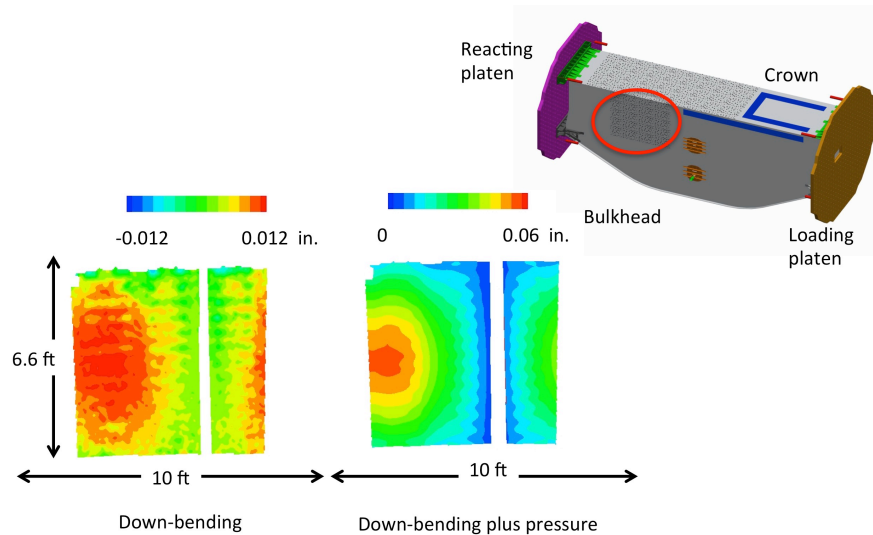 Reacting
platen
Crown
Bulkhead
Loading
platen
-0.012 0.012 in.
0 0.06 in.
6.6 ft
10 ft
10 ft
Down-bending
Down-bending plus pressure